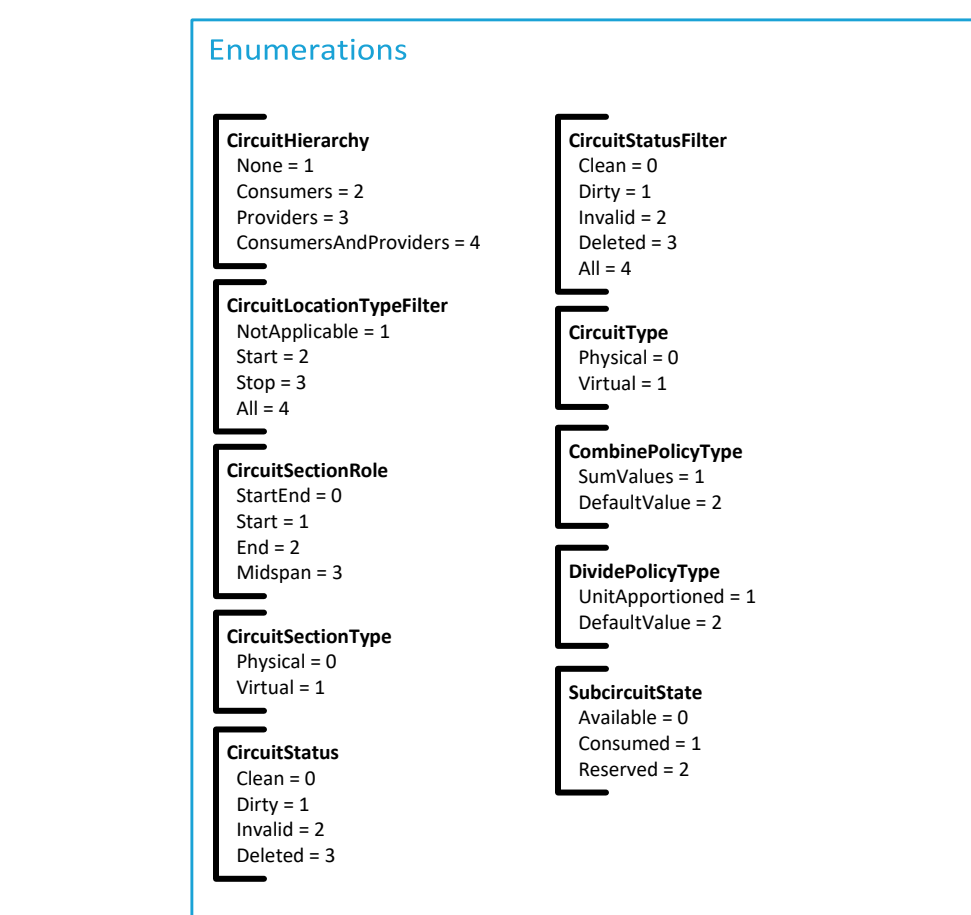 Enumerations
CircuitHierarchy
None = 1
Consumers = 2
Providers = 3
ConsumersAndProviders = 4
CircuitLocationTypeFilter
NotApplicable = 1
Start = 2
Stop = 3
All = 4
CircuitSectionRole
StartEnd = 0
Start = 1
End = 2
Midspan = 3
CircuitSectionType
Physical = 0
Virtual = 1
CircuitStatus
Clean = 0
Dirty = 1
Invalid = 2
Deleted = 3
CircuitStatusFilter
Clean = 0
Dirty = 1
Invalid = 2
Deleted = 3
All = 4
CircuitType
Physical = 0
Virtual = 1
CombinePolicyType
SumValues = 1
DefaultValue = 2
DividePolicyType
UnitApportioned = 1
DefaultValue = 2
SubcircuitState
Available = 0
Consumed = 1
Reserved = 2